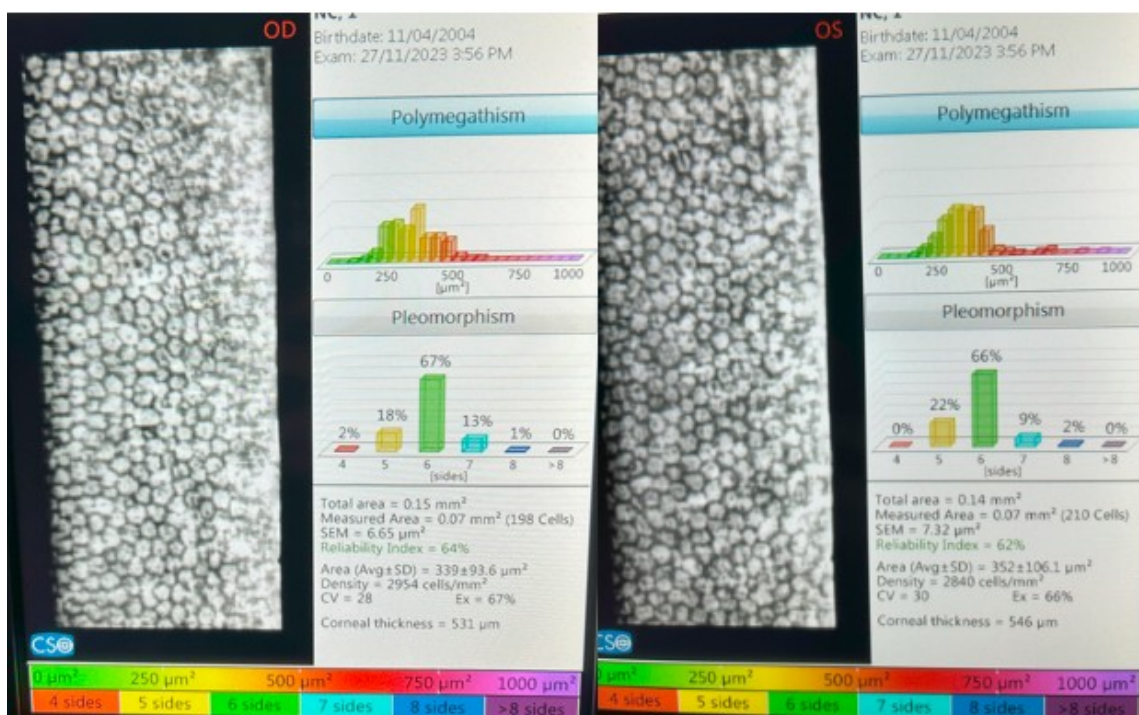 OD
NC, 1
Birthdate: 11/04/2004
Exam: 27/11/2023 3:56 PM
Polymegathism
0 250 500 750 1000
[µm²]
Pleomorphism
2% 18% 67% 13% 1% 0%
4 5 6 7 8 >8
[sides]
Total area = 0.15 mm²
Measured Area = 0.07 mm² (198 Cells)
SEM = 6.65 µm²
Reliability Index = 64%
Area (Avg±SD) = 339±93.6 µm²
Density = 2954 cells/mm²
CV = 28 Ex = 67%
Corneal thickness = 531 µm
CSO
0 µm² 250 µm² 500 µm² 750 µm² 1000 µm²
4 sides 5 sides 6 sides 7 sides 8 sides >8 sides
OS
NC, 1
Birthdate: 11/04/2004
Exam: 27/11/2023 3:56 PM
Polymegathism
0 250 500 750 1000
[µm²]
Pleomorphism
0% 22% 66% 9% 2% 0%
4 5 6 7 8 >8
[sides]
Total area = 0.14 mm²
Measured Area = 0.07 mm² (210 Cells)
SEM = 7.32 µm²
Reliability Index = 62%
Area (Avg±SD) = 352±106.1 µm²
Density = 2840 cells/mm²
CV = 30 Ex = 66%
Corneal thickness = 546 µm
CSO
0 µm² 250 µm² 500 µm² 750 µm² 1000 µm²
4 sides 5 sides 6 sides 7 sides 8 sides >8 sides